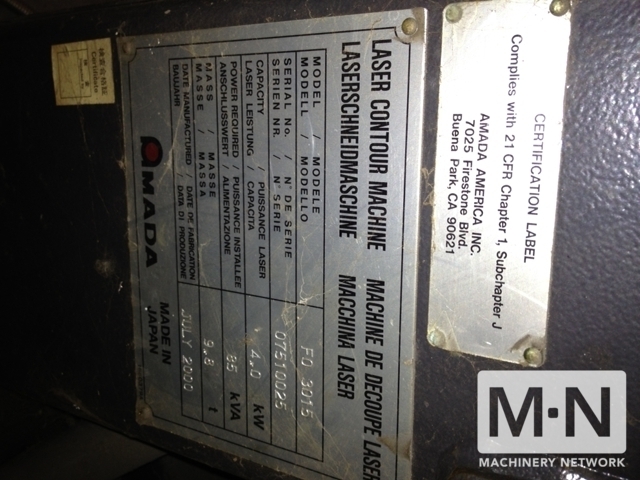 CERTIFICATION LABEL
Complies with 21 CFR Chapter 1, Subchapter J
AMADA AMERICA INC.
7025 Firestone Blvd.
Buena Park, CA 90621
LASER CONTOUR MACHINE MACHINE DE DECOUPE LASER
LASERSCHNEIDMASCHINE MACCHINA LASER
MODEL / MODELE
MODELL / MODELLO
FO 3015
SERIAL No. / N° DE SERIE
SERIEN NR. / N° SERIE
07510025
CAPACITY / PUISSANCE LASER
LASER LEISTUNG / CAPACITA
4.0 kW
POWER REQUIRED / PUISSANCE INSTALLEE
ANSCHLUSSWERT / ALIMENTAZIONE
85 kVA
MASS / MASSE
MASSE / MASSA
9.8 t
DATE MANUFACTURED / DATE DE FABRICATION
BAUJAHR / DATA DI PRODUZIONE
JULY 2000
AMADA
MADE IN
JAPAN
Certificater
M·N
MACHINERY NETWORK